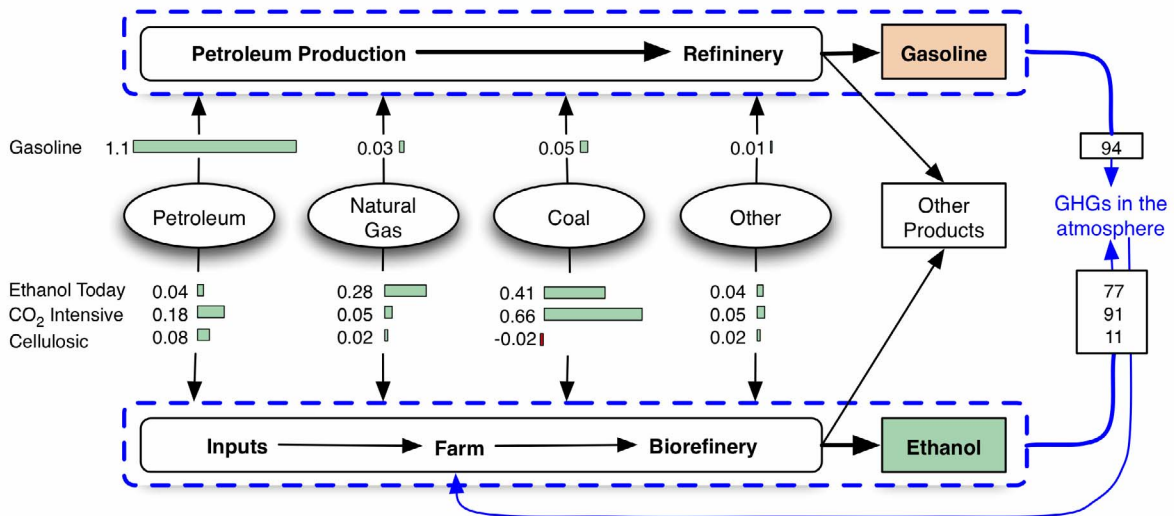 Petroleum Production
Refininery
Gasoline
Gasoline 1.1 0.03 0.05 0.01
94
Petroleum
Natural
Gas
Coal
Other
Other
Products
GHGs in the
atmosphere
Ethanol Today 0.04 0.28 0.41 0.04
CO2 Intensive 0.18 0.05 0.66 0.05
Cellulosic 0.08 0.02 -0.02 0.02
77
91
11
Inputs
Farm
Biorefinery
Ethanol